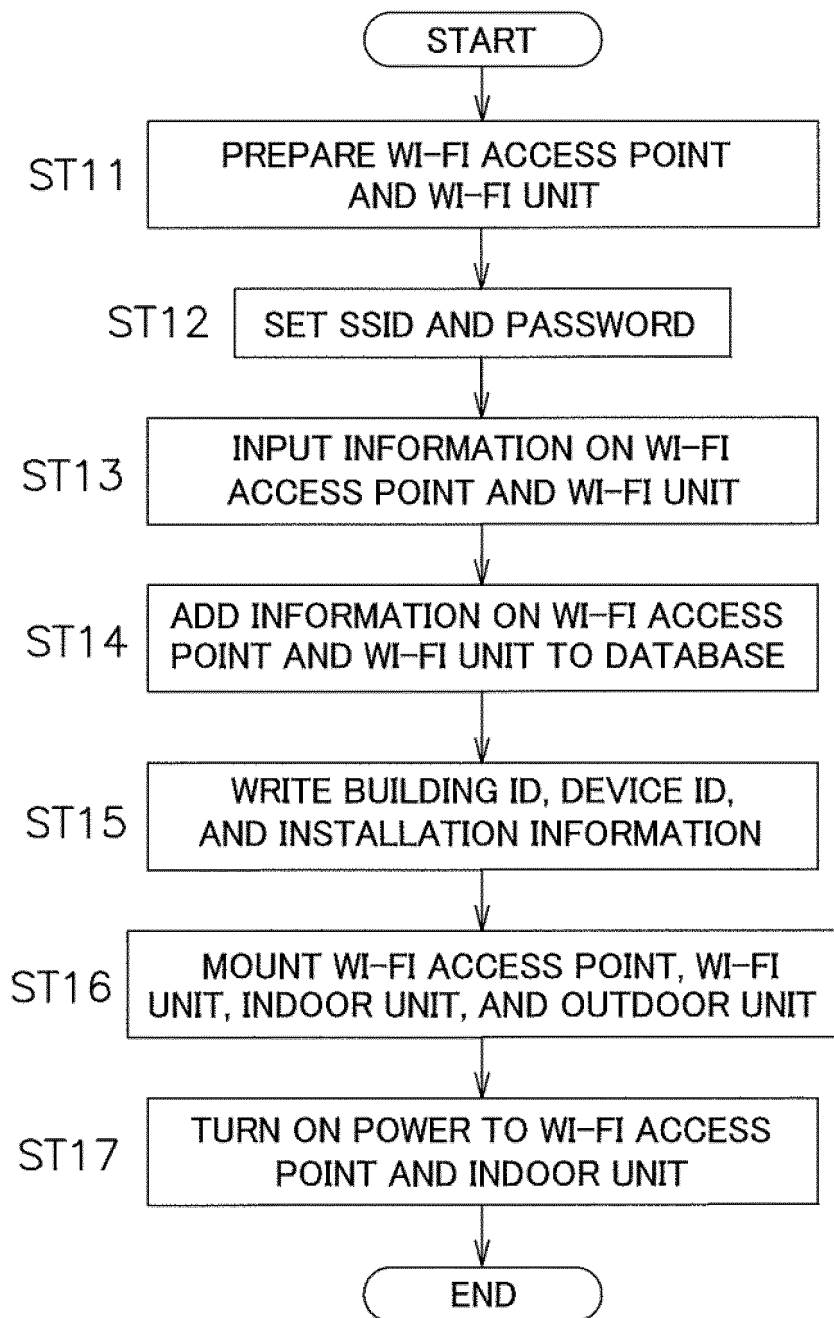 START
ST11
PREPARE WI-FI ACCESS POINT
AND WI-FI UNIT
ST12
SET SSID AND PASSWORD
ST13
INPUT INFORMATION ON WI-FI
ACCESS POINT AND WI-FI UNIT
ST14
ADD INFORMATION ON WI-FI ACCESS
POINT AND WI-FI UNIT TO DATABASE
ST15
WRITE BUILDING ID, DEVICE ID,
AND INSTALLATION INFORMATION
ST16
MOUNT WI-FI ACCESS POINT, WI-FI
UNIT, INDOOR UNIT, AND OUTDOOR UNIT
ST17
TURN ON POWER TO WI-FI ACCESS
POINT AND INDOOR UNIT
END